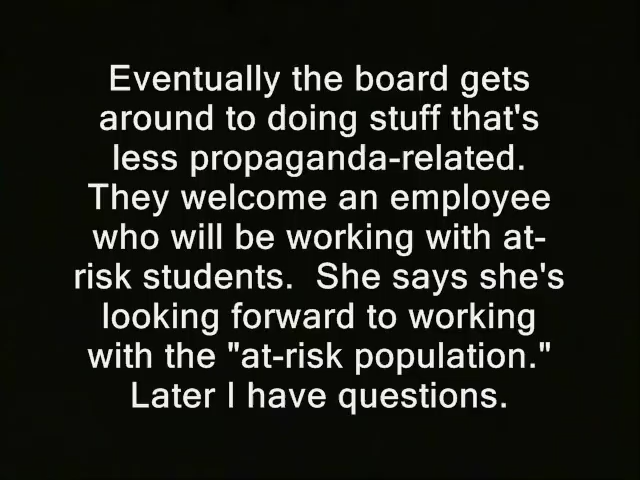 Eventually the board gets
around to doing stuff that's
less propaganda-related.
They welcome an employee
who will be working with at-
risk students.  She says she's
looking forward to working
with the "at-risk population."
Later I have questions.